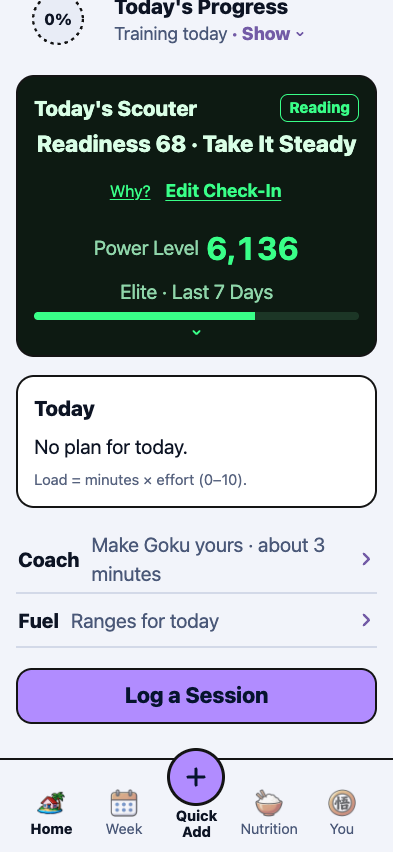 0%
Today's Progress
Training today · Show
Today's Scouter
Reading
Readiness 68 · Take It Steady
Why? Edit Check-In
Power Level 6,136
Elite · Last 7 Days
Today
No plan for today.
Load = minutes × effort (0–10).
Coach
Make Goku yours · about 3
minutes
Fuel Ranges for today
Log a Session
Home
Week
Quick
Add
Nutrition
悟
You